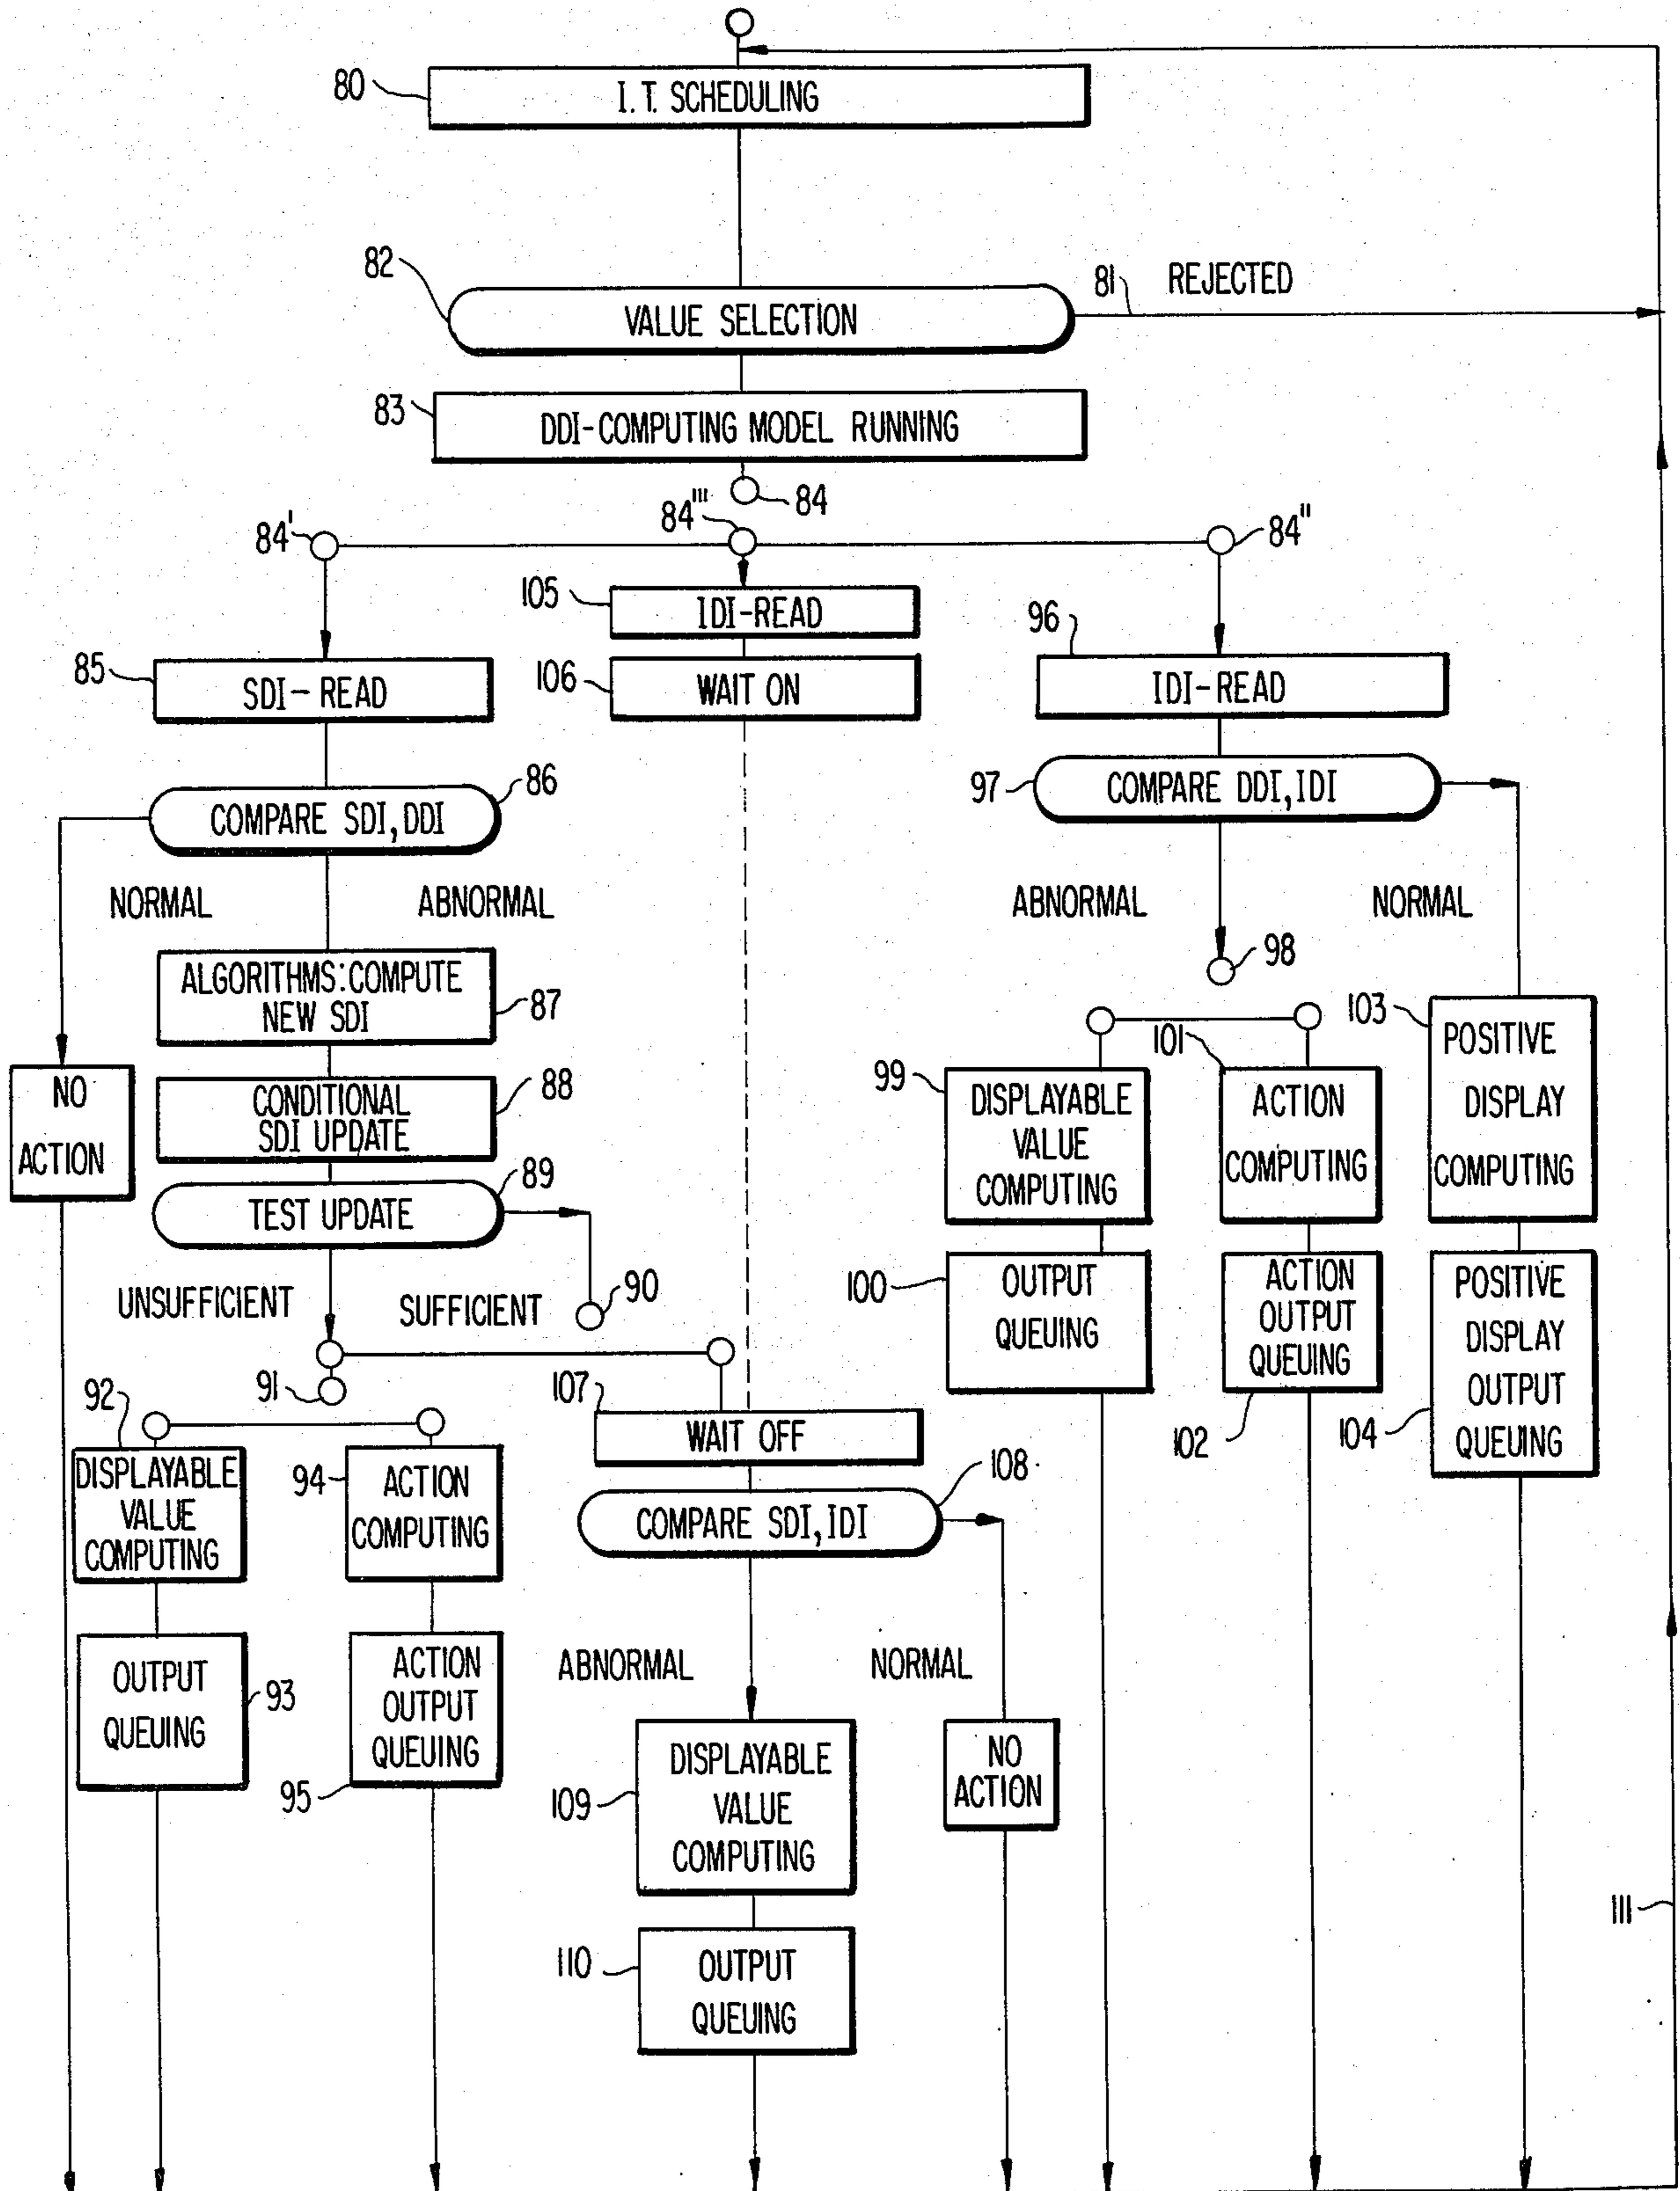 80
I.T. SCHEDULING
82
VALUE SELECTION
81
REJECTED
83
DDI-COMPUTING MODEL RUNNING
84
84'
84'''
84''
105
IDI-READ
85
SDI-READ
106
WAIT ON
96
IDI-READ
86
COMPARE SDI, DDI
97
COMPARE DDI, IDI
NORMAL
ABNORMAL
ABNORMAL
NORMAL
98
ALGORITHMS: COMPUTE
NEW SDI
87
NO
ACTION
CONDITIONAL
SDI UPDATE
88
TEST UPDATE
89
99
DISPLAYABLE
VALUE
COMPUTING
101
ACTION
COMPUTING
103
POSITIVE
DISPLAY
COMPUTING
UNSUFFICIENT
SUFFICIENT
90
100
OUTPUT
QUEUING
ACTION
OUTPUT
QUEUING
102
POSITIVE
DISPLAY
OUTPUT
QUEUING
104
91
92
DISPLAYABLE
VALUE
COMPUTING
94
ACTION
COMPUTING
107
WAIT OFF
108
COMPARE SDI, IDI
OUTPUT
QUEUING
93
ACTION
OUTPUT
QUEUING
95
ABNORMAL
NORMAL
109
DISPLAYABLE
VALUE
COMPUTING
NO
ACTION
110
OUTPUT
QUEUING
111